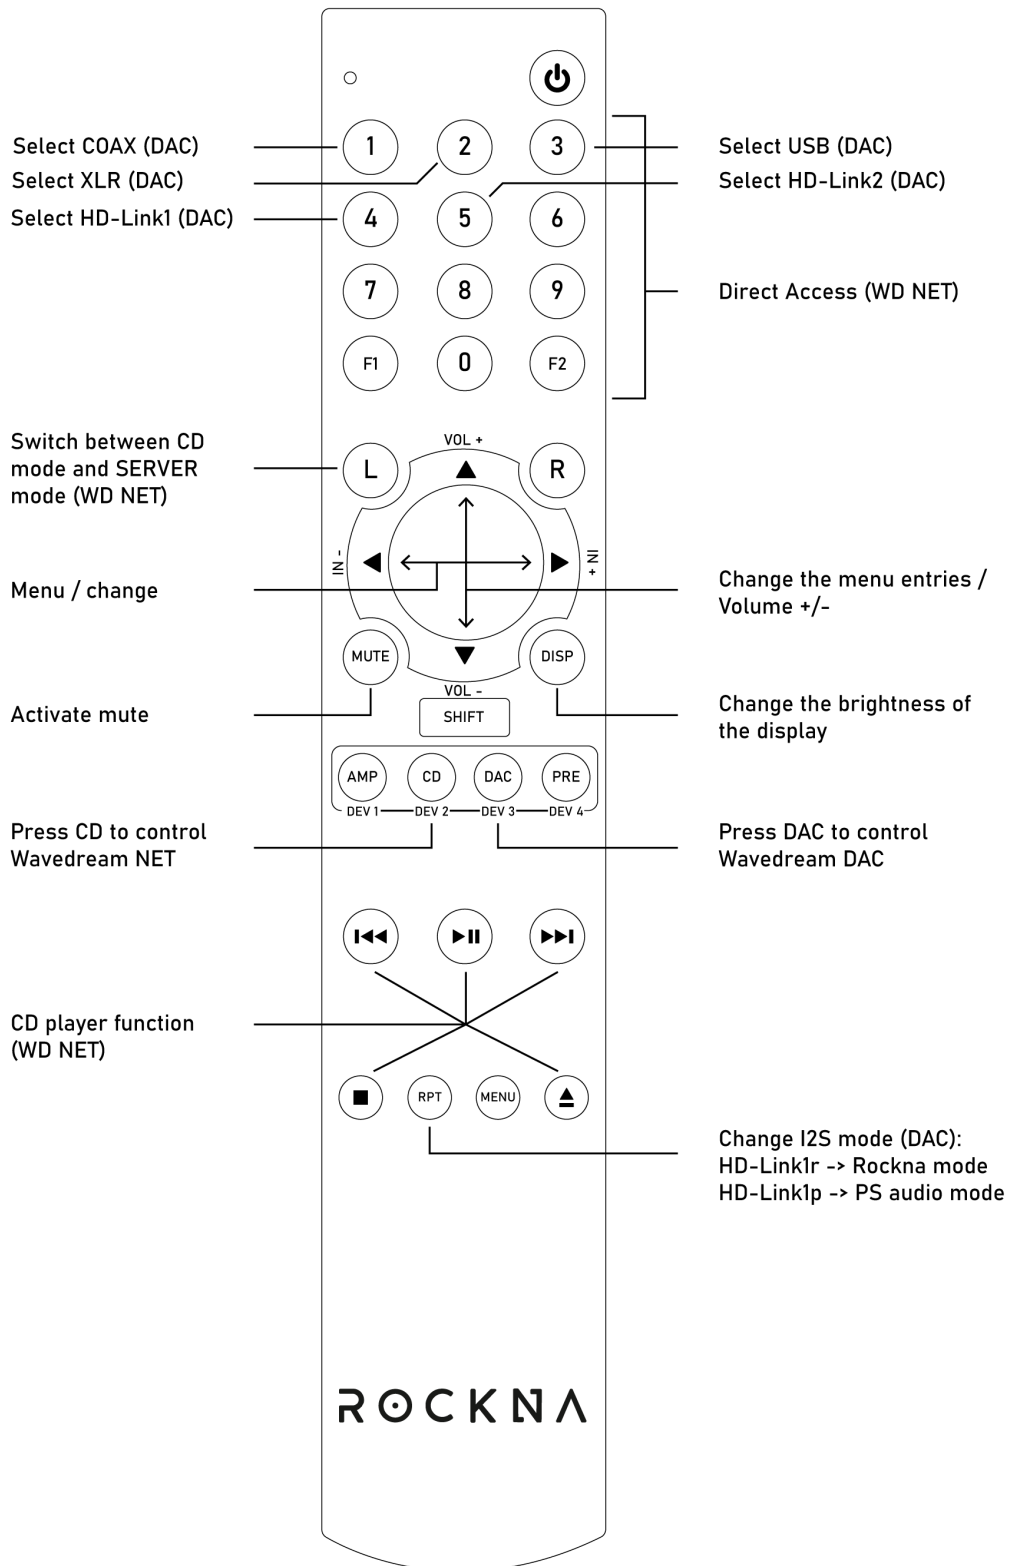 Select COAX (DAC)
1
2
3
Select USB (DAC)
Select XLR (DAC)
Select HD-Link2 (DAC)
Select HD-Link1 (DAC)
4
5
6
7
8
9
Direct Access (WD NET)
F1
0
F2
Switch between CD
mode and SERVER
mode (WD NET)
VOL +
L
R
IN -
IN +
Menu / change
Change the menu entries /
Volume +/-
MUTE
DISP
VOL -
SHIFT
Activate mute
Change the brightness of
the display
AMP
CD
DAC
PRE
DEV 1
DEV 2
DEV 3
DEV 4
Press CD to control
Wavedream NET
Press DAC to control
Wavedream DAC
CD player function
(WD NET)
RPT
MENU
Change I2S mode (DAC):
HD-Link1r -> Rockna mode
HD-Link1p -> PS audio mode
ROCKNA